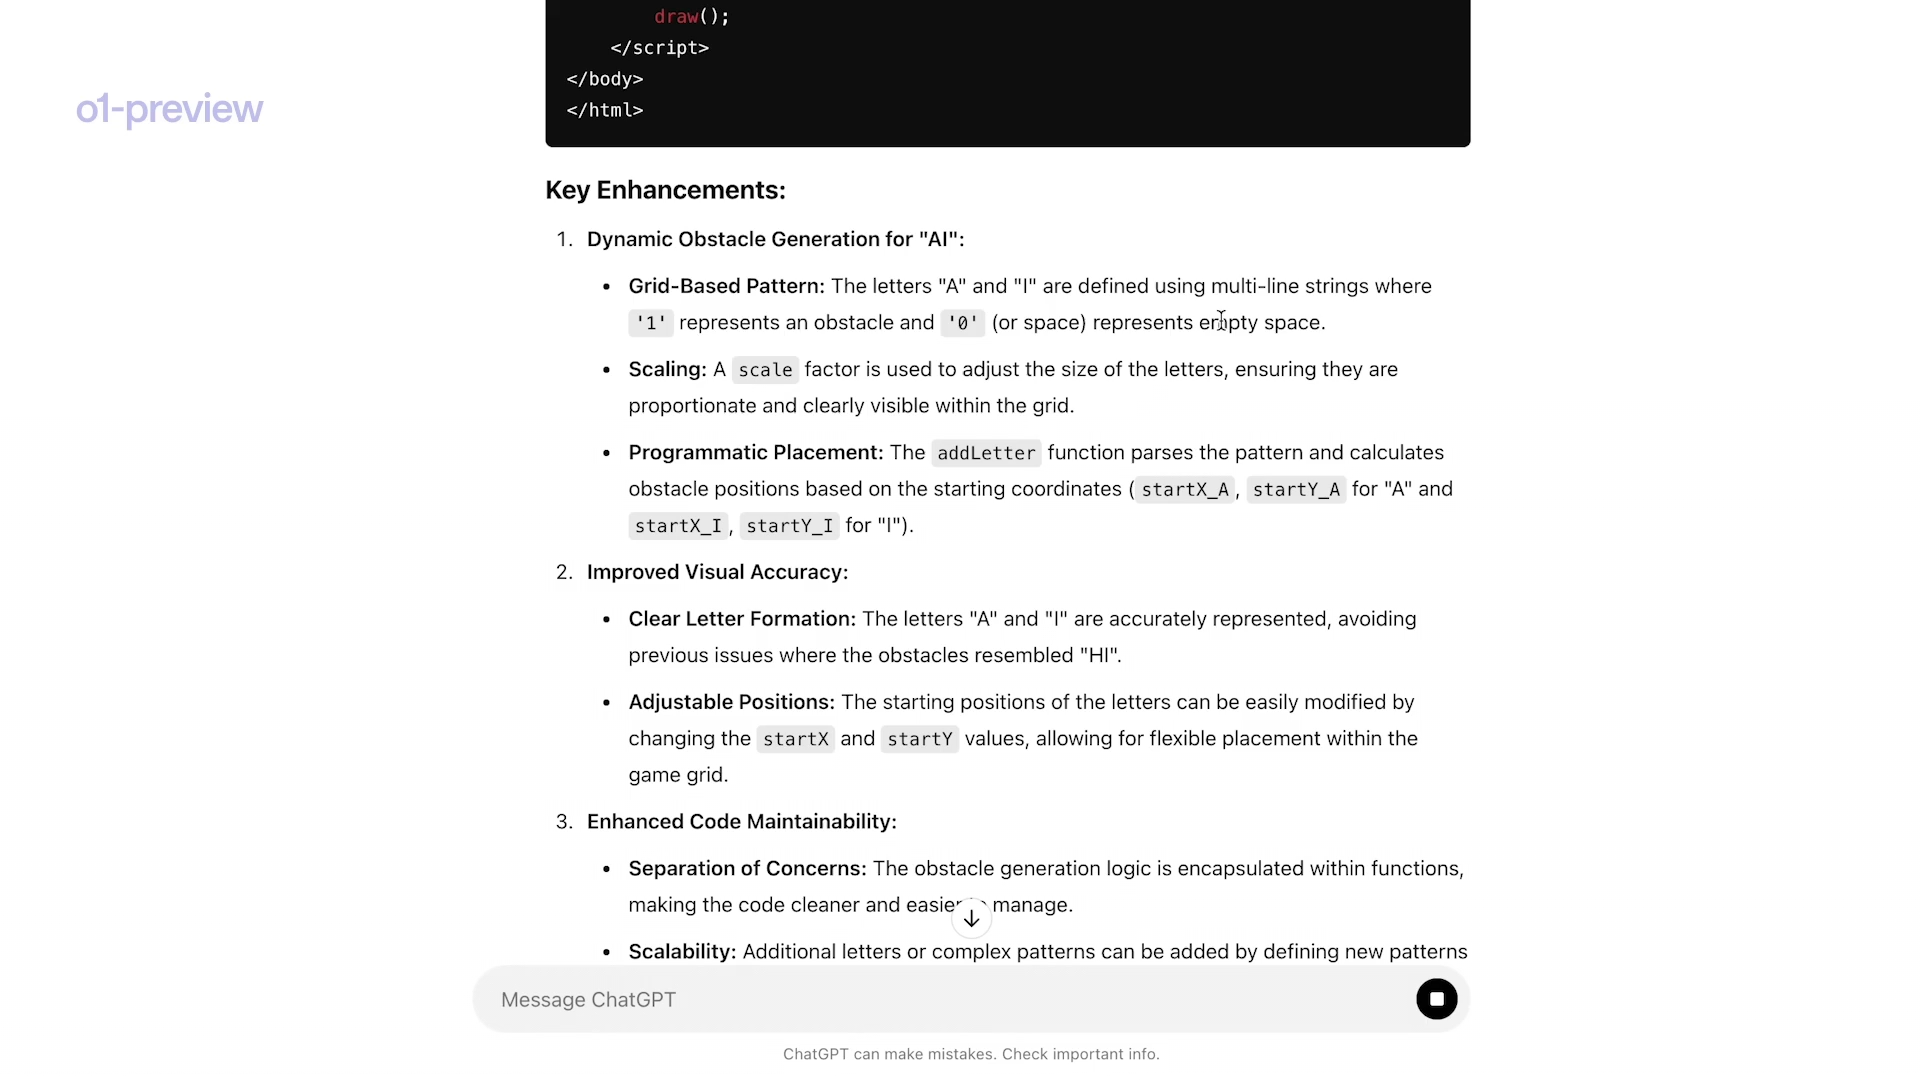 draw();
</script>
</body>
</html>
o1-preview
Key Enhancements:
1. Dynamic Obstacle Generation for "AI":
• Grid-Based Pattern: The letters "A" and "I" are defined using multi-line strings where
'1' represents an obstacle and '0' (or space) represents empty space.
• Scaling: A scale factor is used to adjust the size of the letters, ensuring they are
proportionate and clearly visible within the grid.
• Programmatic Placement: The addLetter function parses the pattern and calculates
obstacle positions based on the starting coordinates (startX_A, startY_A for "A" and
startX_I, startY_I for "I").
2. Improved Visual Accuracy:
• Clear Letter Formation: The letters "A" and "I" are accurately represented, avoiding
previous issues where the obstacles resembled "HI".
• Adjustable Positions: The starting positions of the letters can be easily modified by
changing the startX and startY values, allowing for flexible placement within the
game grid.
3. Enhanced Code Maintainability:
• Separation of Concerns: The obstacle generation logic is encapsulated within functions,
making the code cleaner and easier manage.
• Scalability: Additional letters or complex patterns can be added by defining new patterns
Message ChatGPT
ChatGPT can make mistakes. Check important info.